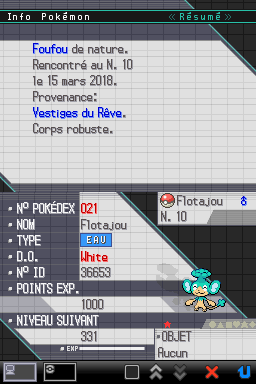 Info Pokémon
Résumé
Foufou de nature.
Rencontré au N. 10
le 15 mars 2018.
Provenance:
Vestiges du Rêve.
Corps robuste.
Flotajou ♂
N. 10
Nº POKÉDEX 021
NOM Flotajou
TYPE EAU
D.O. White
Nº ID 36653
POINTS EXP.
1000
NIVEAU SUIVANT
331
EXP
OBJET
Aucun